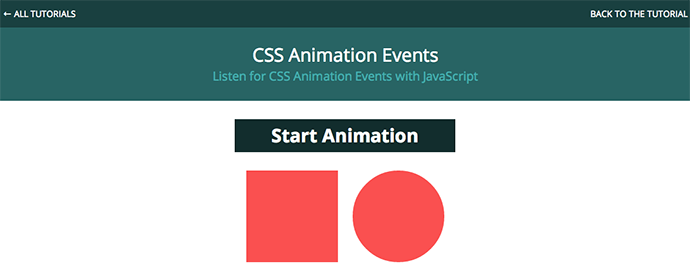 ← ALL TUTORIALS
BACK TO THE TUTORIAL
CSS Animation Events
Listen for CSS Animation Events with JavaScript
Start Animation